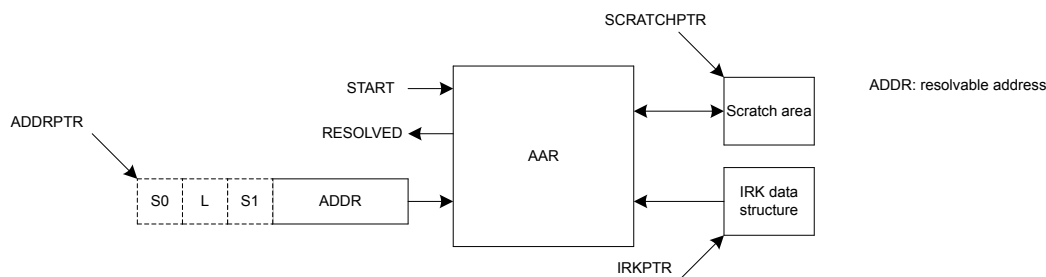 SCRATCHPTR
START
Scratch area
ADDR: resolvable address
ADDRPTR
RESOLVED
AAR
S0 L S1 ADDR
IRK data
structure
IRKPTR